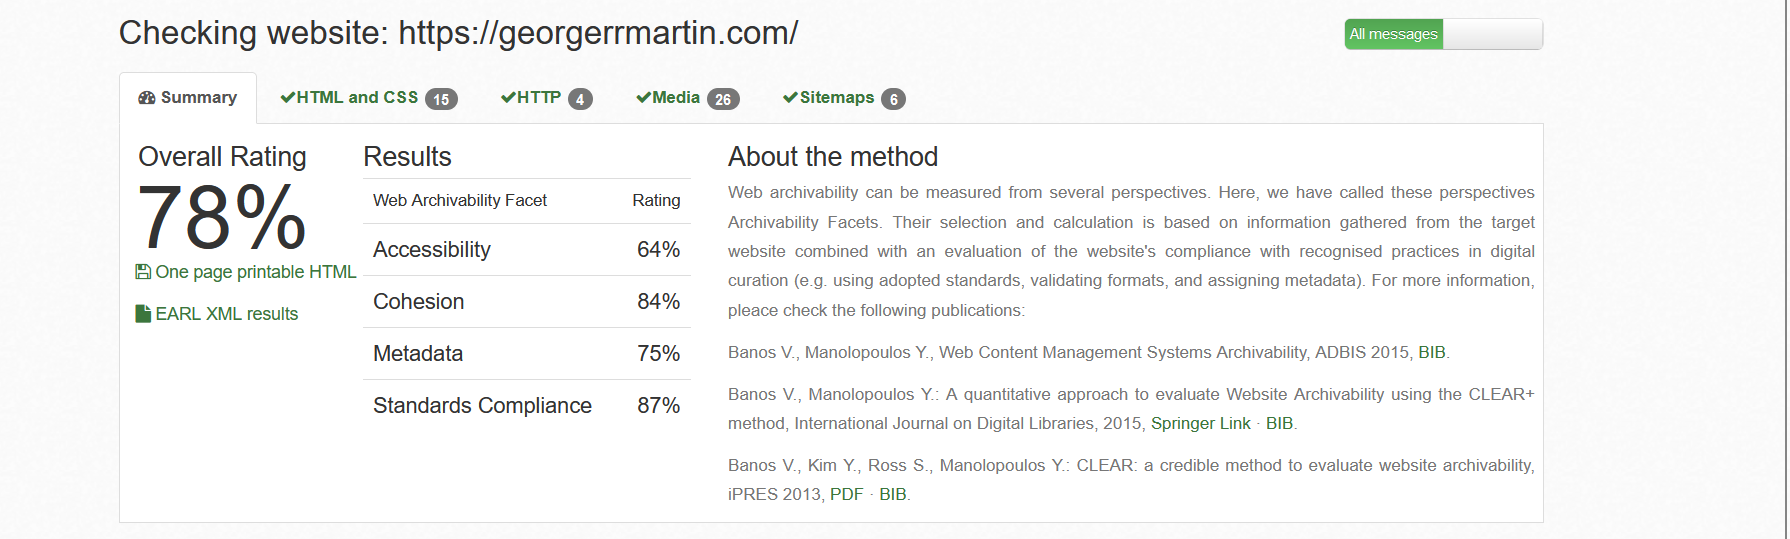 Checking website: https://georgerrmartin.com/
All messages
Summary
HTML and CSS 15
HTTP 4
Media 26
Sitemaps 6
Overall Rating
78%
One page printable HTML
EARL XML results
Results
Web Archivability Facet Rating
Accessibility 64%
Cohesion 84%
Metadata 75%
Standards Compliance 87%
About the method
Web archivability can be measured from several perspectives. Here, we have called these perspectives
Archivability Facets. Their selection and calculation is based on information gathered from the target
website combined with an evaluation of the website's compliance with recognised practices in digital
curation (e.g. using adopted standards, validating formats, and assigning metadata). For more information,
pleace check the following publications:
Banos V., Manolopoulos Y., Web Content Management Systems Archivability, ADBIS 2015, BIB.
Banos V., Manolopoulos Y.: A quantitative approach to evaluate Website Archivability using the CLEAR+
method, International Journal on Digital Libraries, 2015, Springer Link · BIB.
Banos V., Kim Y., Ross S., Manolopoulos Y.: CLEAR: a credible method to evaluate website archivability,
iPRES 2013, PDF · BIB.